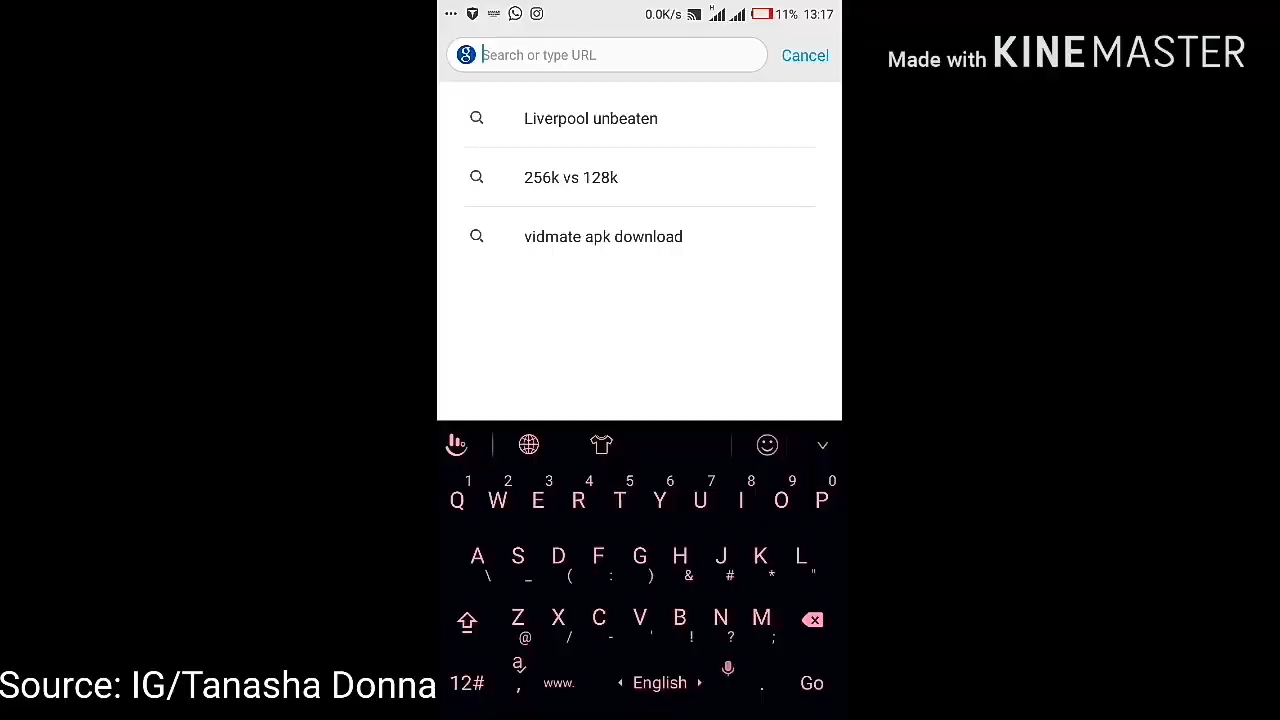 0.0K/s H 11% 13:17
Search or type URL Cancel
Made with KINEMASTER
Liverpool unbeaten
256k vs 128k
vidmate apk download
1 2 3 4 5 6 7 8 9 0
Q W E R T Y U I O P
A S D F G H J K L
\ _ ( : ) & # * "
Z X C V B N M
@ / - ' ! ? ;
12# a , www. English . Go
Source: IG/Tanasha Donna